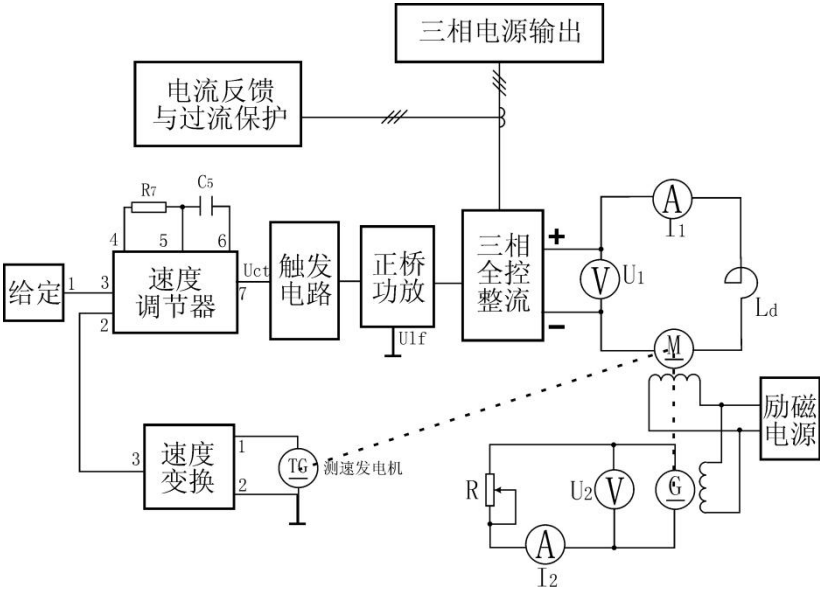 三相电源输出
电流反馈
与过流保护
R7
C5
4
5
6
给定
1
3
2
速度
调节器
Uct
7
触发
电路
正桥
功放
Ulf
三相
全控
整流
+
−
V
U1
A
I1
Ld
M
励磁
电源
3
速度
变换
1
2
TG
测速发电机
R
U2
V
G
A
I2